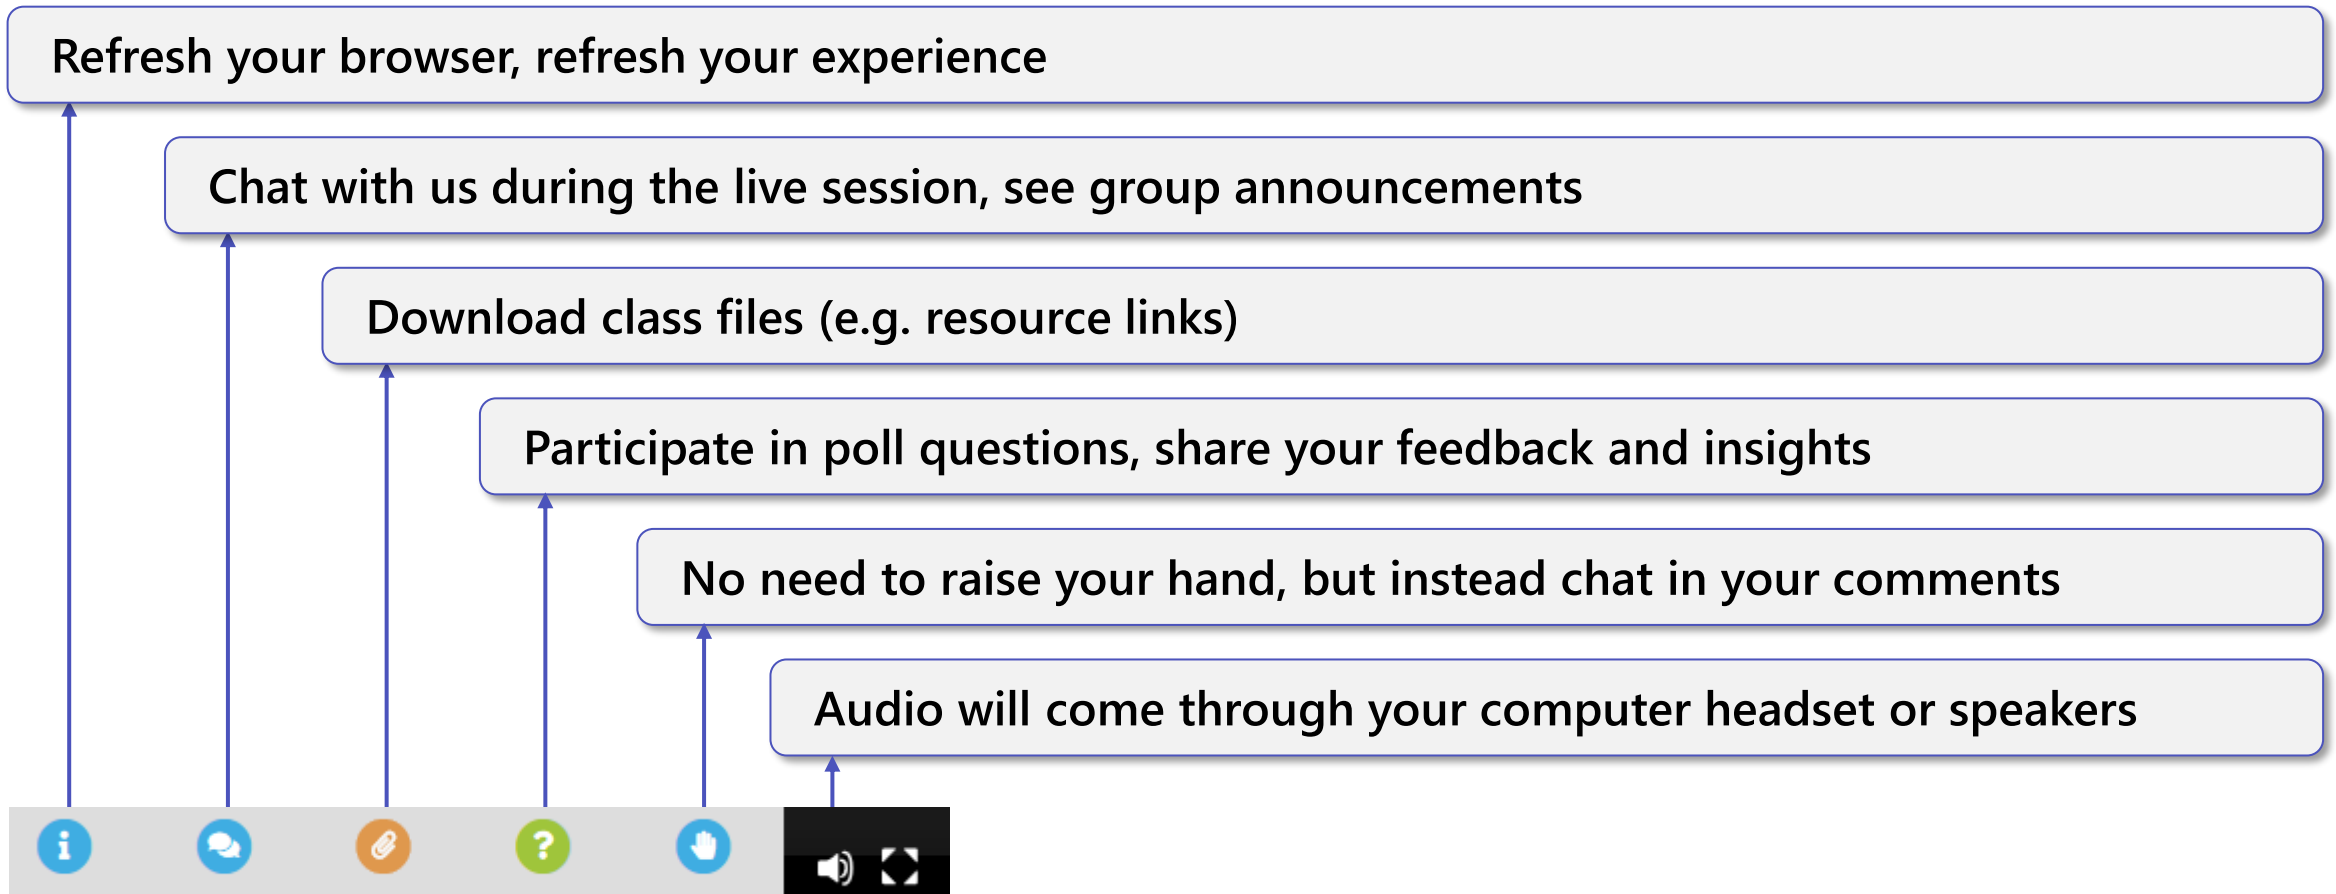 Refresh your browser, refresh your experience
Chat with us during the live session, see group announcements
Download class files (e.g. resource links)
Participate in poll questions, share your feedback and insights
No need to raise your hand, but instead chat in your comments
Audio will come through your computer headset or speakers
i
?